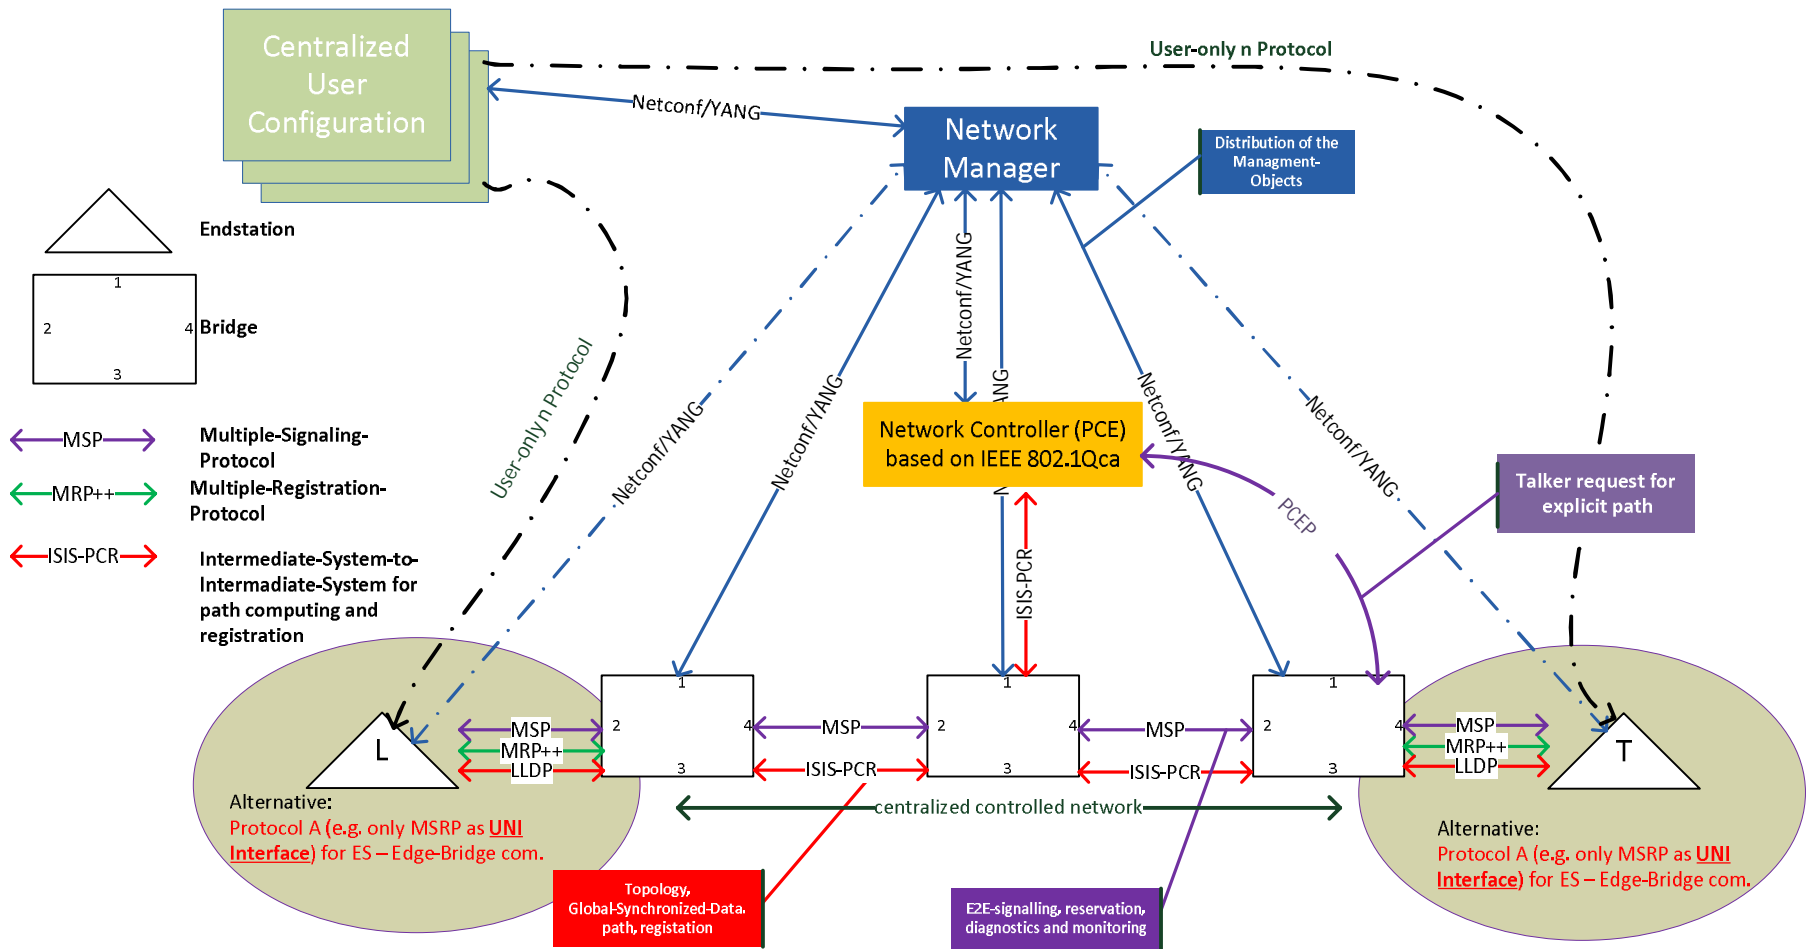 Centralized
User
Configuration
User-only n Protocol
Netconf/YANG
Network
Manager
Distribution of the
Managment-
Objects
Endstation
1
2
4
3
Bridge
Netconf/YANG
User-only n Protocol
Netconf/YANG
Netconf/YANG
Netconf/YANG
Netconf/YANG
MSP
Multiple-Signaling-
Protocol
MRP++
Multiple-Registration-
Protocol
ISIS-PCR
Intermediate-System-to-
Intermadiate-System for
path computing and
registration
Network Controller (PCE)
based on IEEE 802.1Qca
PCEP
Talker request for
explicit path
ISIS-PCR
L
MSP
MRP++
LLDP
1
2
4
3
MSP
ISIS-PCR
1
2
4
3
MSP
ISIS-PCR
1
2
4
3
MSP
MRP++
LLDP
T
centralized controlled network
Alternative:
Protocol A (e.g. only MSRP as UNI
Interface) for ES – Edge-Bridge com.
Alternative:
Protocol A (e.g. only MSRP as UNI
Interface) for ES – Edge-Bridge com.
Topology,
Global-Synchronized-Data,
path, registation
E2E-signalling, reservation,
diagnostics and monitoring